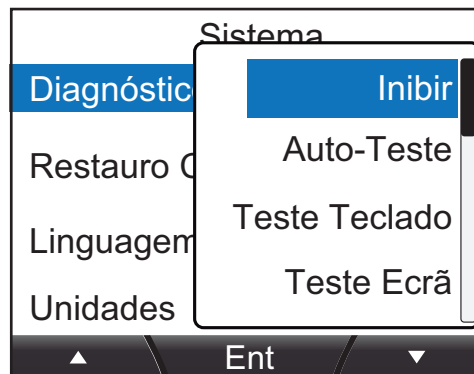 Sistema
Diagnóstic
Restauro C
Linguagem
Unidades
Inibir
Auto-Teste
Teste Teclado
Teste Ecrã
Ent